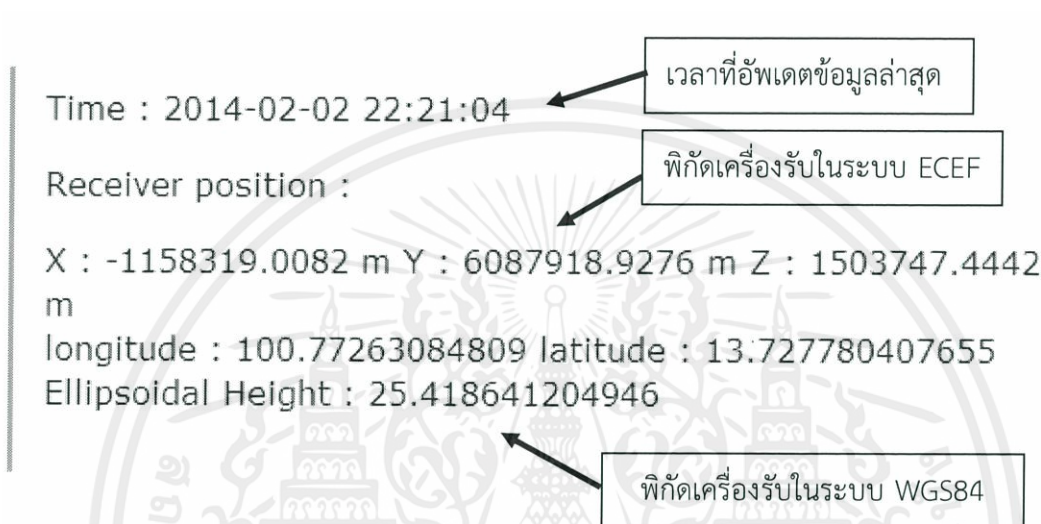 เวลาที่อัพเดตข้อมูลล่าสุด
Time : 2014-02-02 22:21:04
พิกัดเครื่องรับในระบบ ECEF
Receiver position :
X : -1158319.0082 m Y : 6087918.9276 m Z : 1503747.4442
m
longitude : 100.77263084809 latitude : 13.727780407655
Ellipsoidal Height : 25.418641204946
พิกัดเครื่องรับในระบบ WGS84